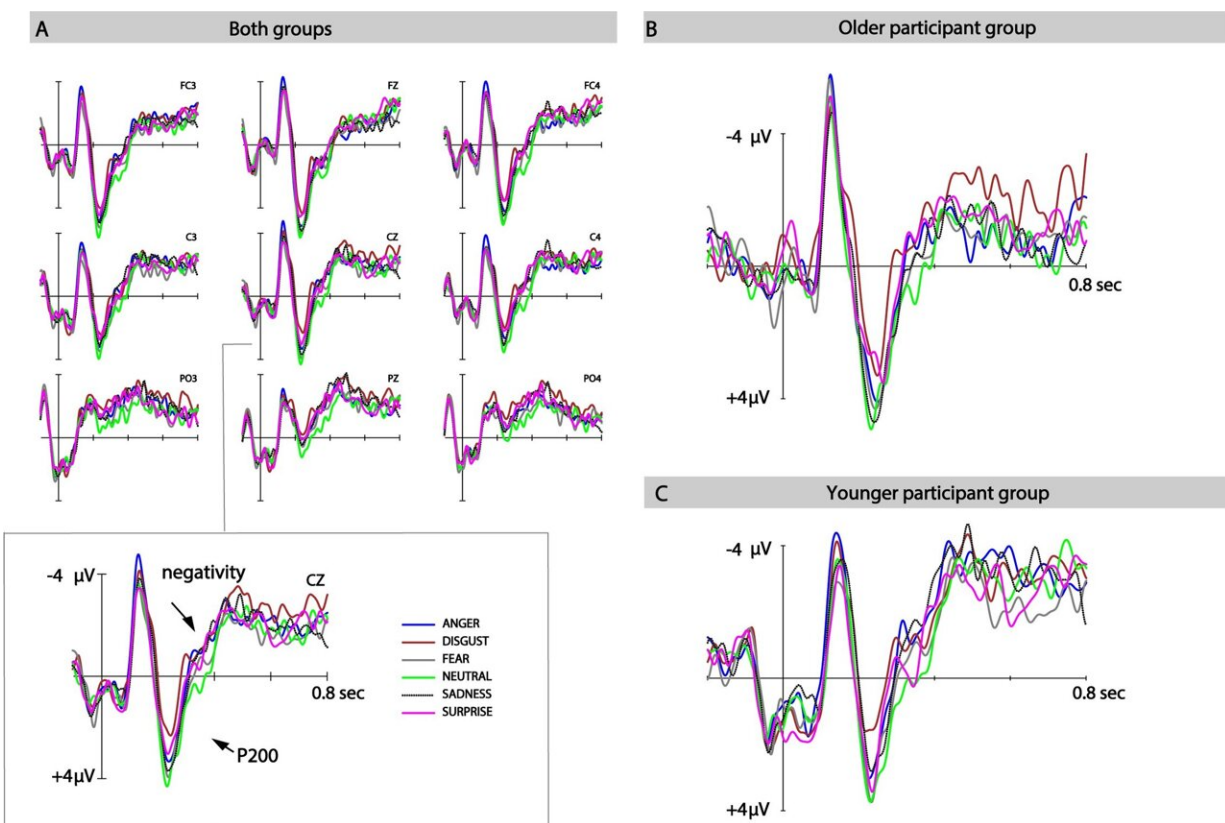 A
Both groups
FC3
FZ
FC4
C3
CZ
C4
PO3
PZ
PO4
-4 µV
negativity
CZ
0.8 sec
P200
+4µV
ANGER
DISGUST
FEAR
NEUTRAL
SADNESS
SURPRISE
B
Older participant group
-4 µV
0.8 sec
+4µV
C
Younger participant group
-4 µV
0.8 sec
+4µV